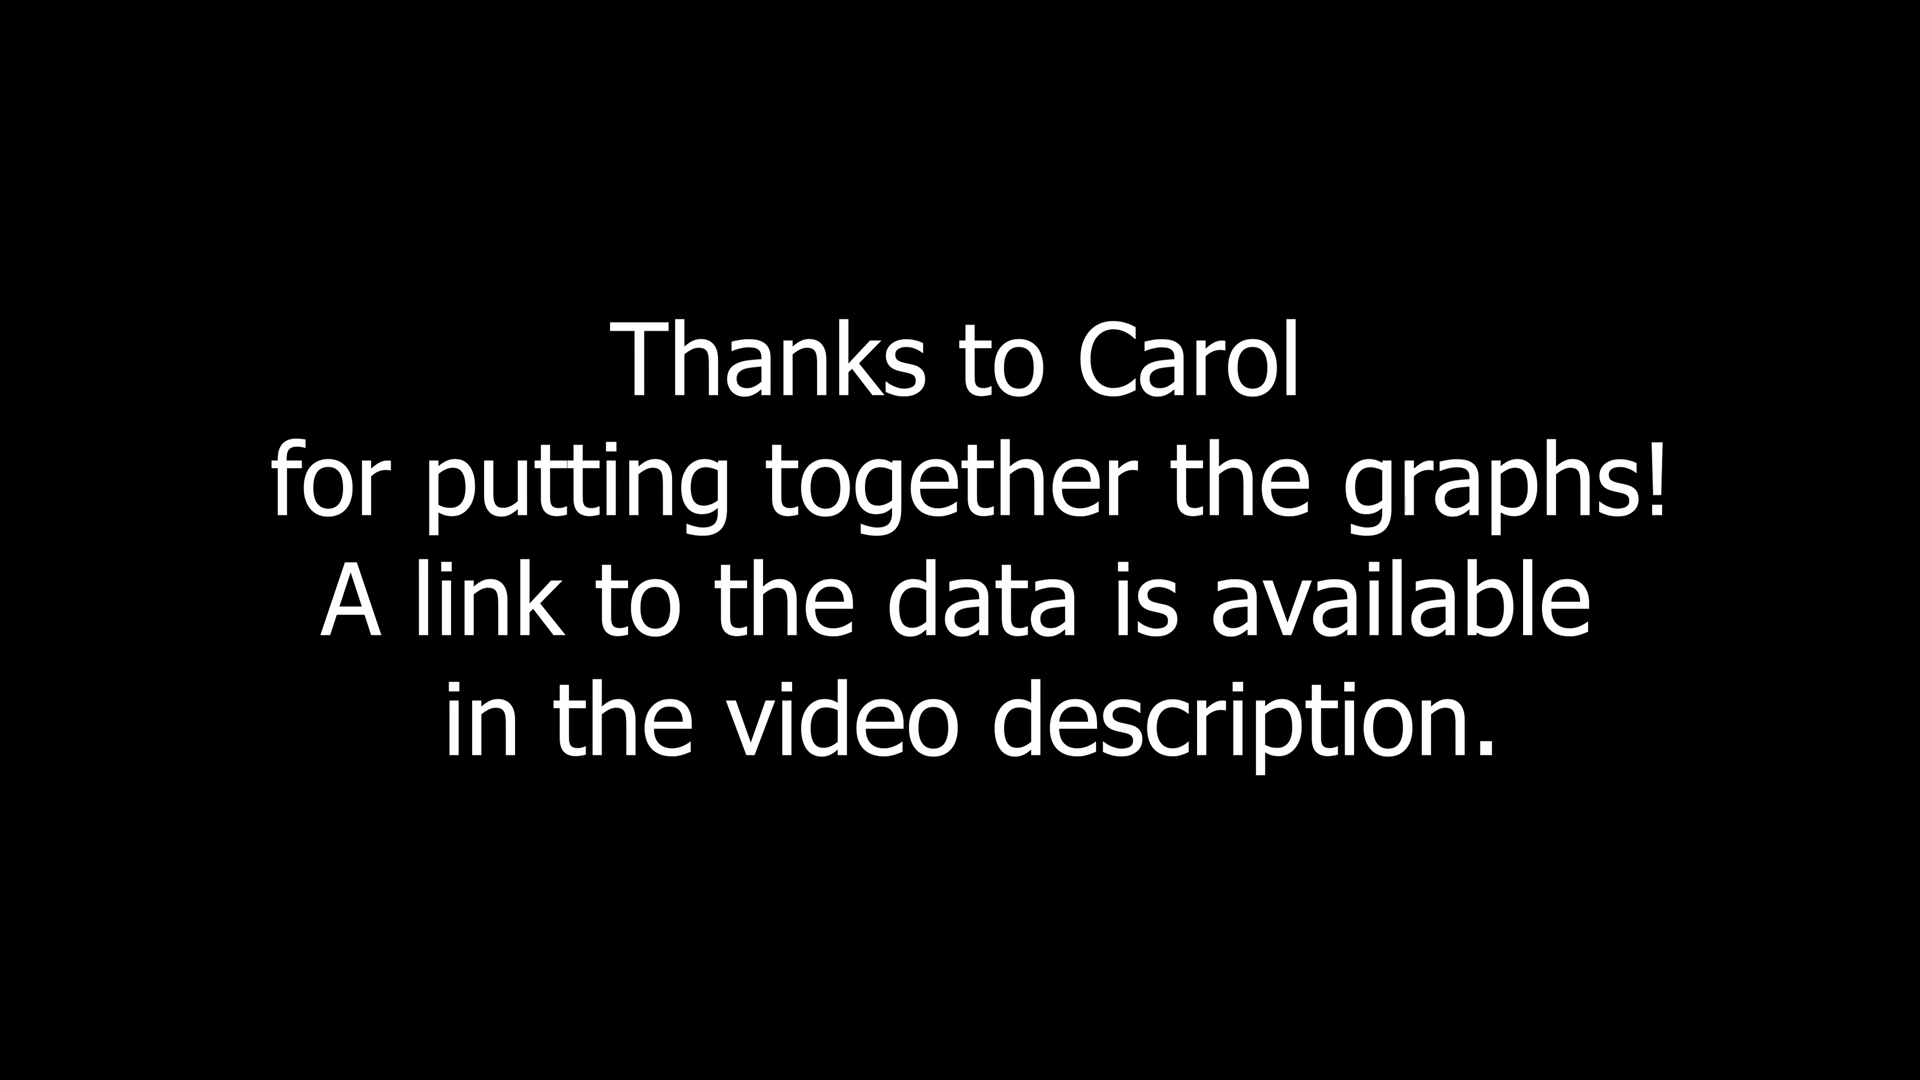 Thanks to Carol
for putting together the graphs!
A link to the data is available
in the video description.